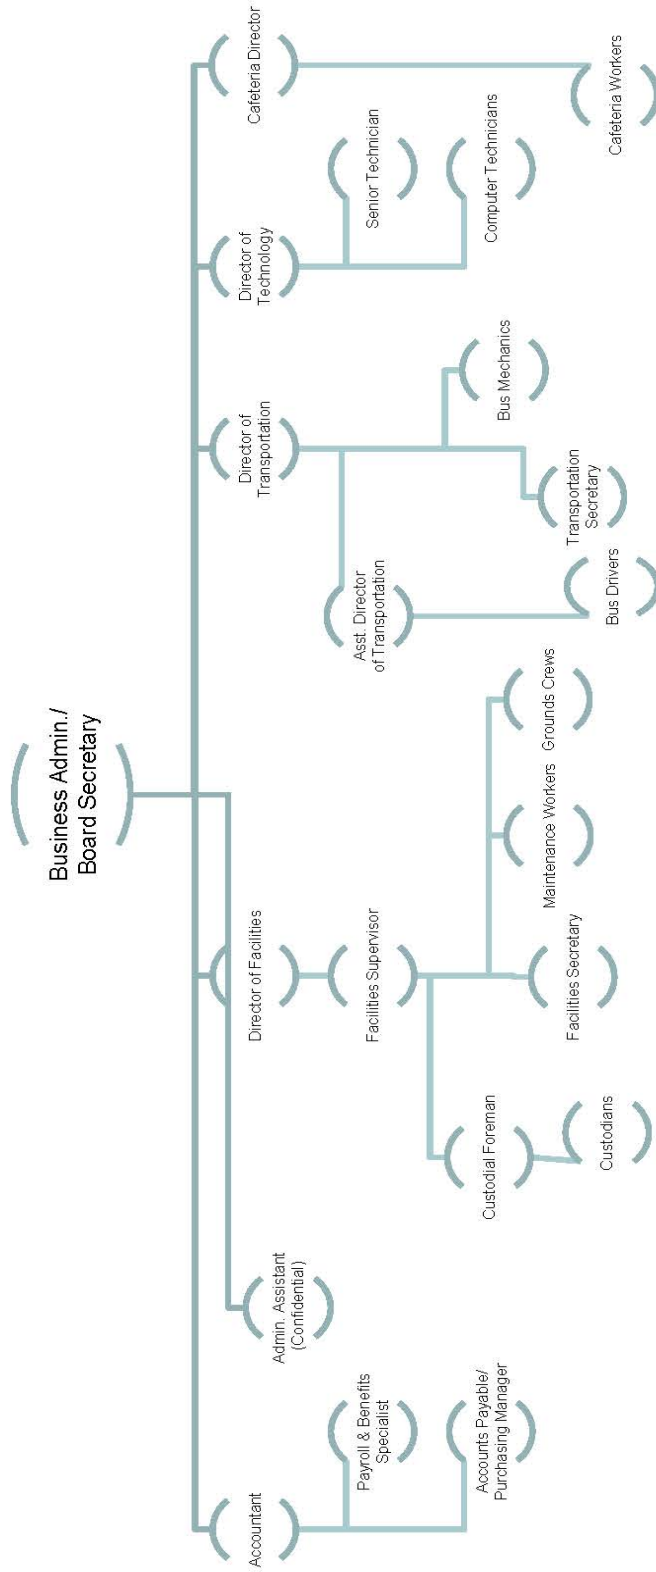 Business Admin./
Board Secretary
Accountant
Admin. Assistant
(Confidential)
Director of Facilities
Director of
Transportation
Director of
Technology
Cafeteria Director
Payroll & Benefits
Specialist
Accounts Payable/
Purchasing Manager
Facilities Supervisor
Custodial Foreman
Custodians
Facilities Secretary
Maintenance Workers
Grounds Crews
Asst. Director
of Transportation
Bus Drivers
Transportation
Secretary
Bus Mechanics
Senior Technician
Computer Technicians
Cafeteria Workers